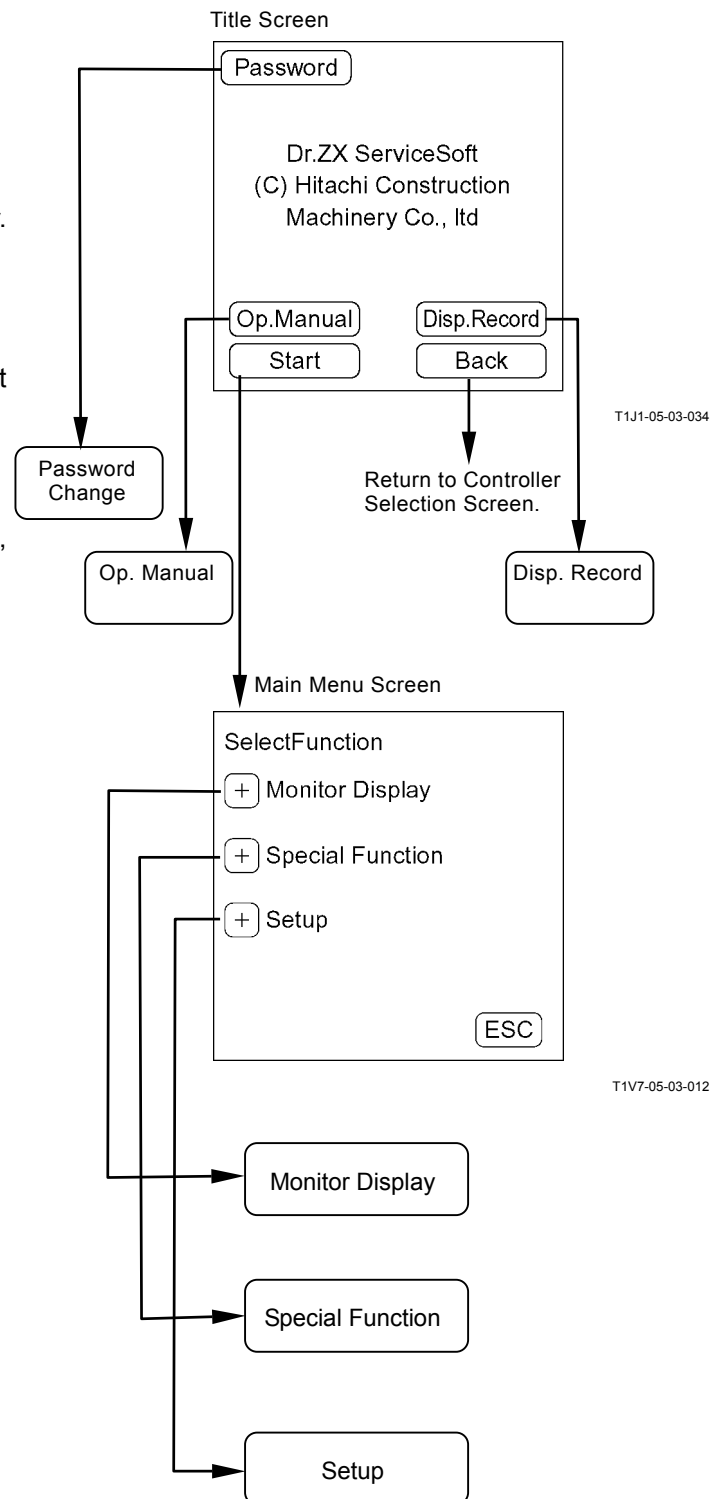 Title Screen
Password
Dr.ZX ServiceSoft
(C) Hitachi Construction
Machinery Co., ltd
.
Op.Manual
Disp.Record
Start
Back
t
T1J1-05-03-034
Password
Change
Return to Controller
Selection Screen.
,
Op. Manual
Disp. Record
Main Menu Screen
SelectFunction
+ Monitor Display
+ Special Function
+ Setup
ESC
T1V7-05-03-012
Monitor Display
Special Function
Setup